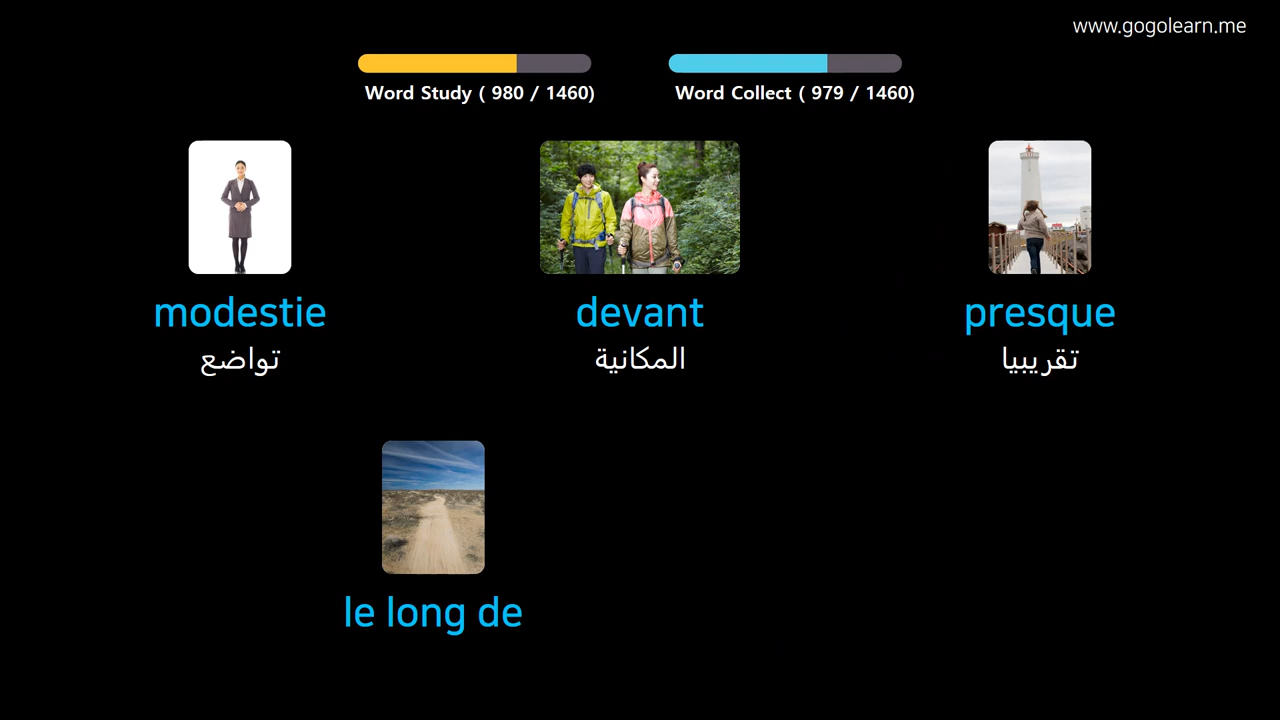 www.gogolearn.me
Word Study ( 980 / 1460)
Word Collect ( 979 / 1460)
modestie
تواضع
devant
المكانية
presque
تقريبيا
le long de